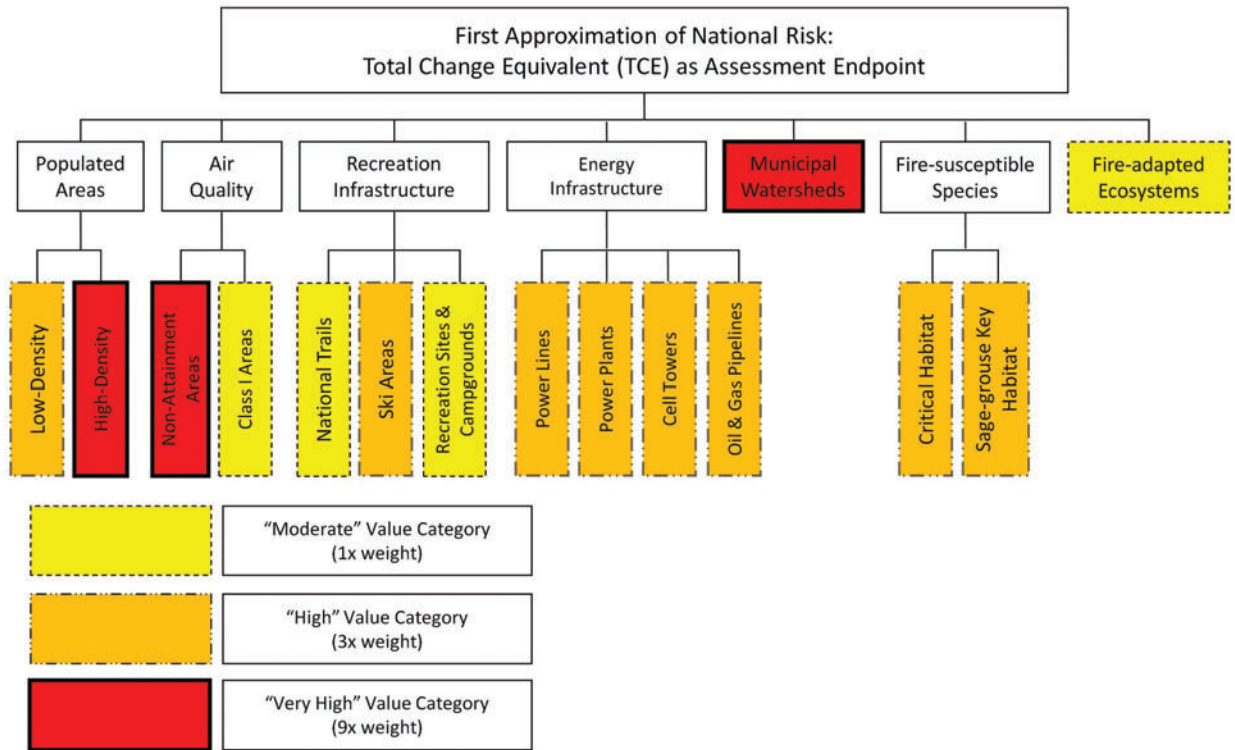 First Approximation of National Risk:
Total Change Equivalent (TCE) as Assessment Endpoint
Populated
Areas
Air
Quality
Recreation
Infrastructure
Energy
Infrastructure
Municipal
Watersheds
Fire-susceptible
Species
Fire-adapted
Ecosystems
Low-Density
High-Density
Non-Attainment
Areas
Class I Areas
National Trails
Ski Areas
Recreation Sites &
Campgrounds
Power Lines
Power Plants
Cell Towers
Oil & Gas Pipelines
Critical Habitat
Sage-grouse Key
Habitat
“Moderate” Value Category
(1x weight)
“High” Value Category
(3x weight)
“Very High” Value Category
(9x weight)